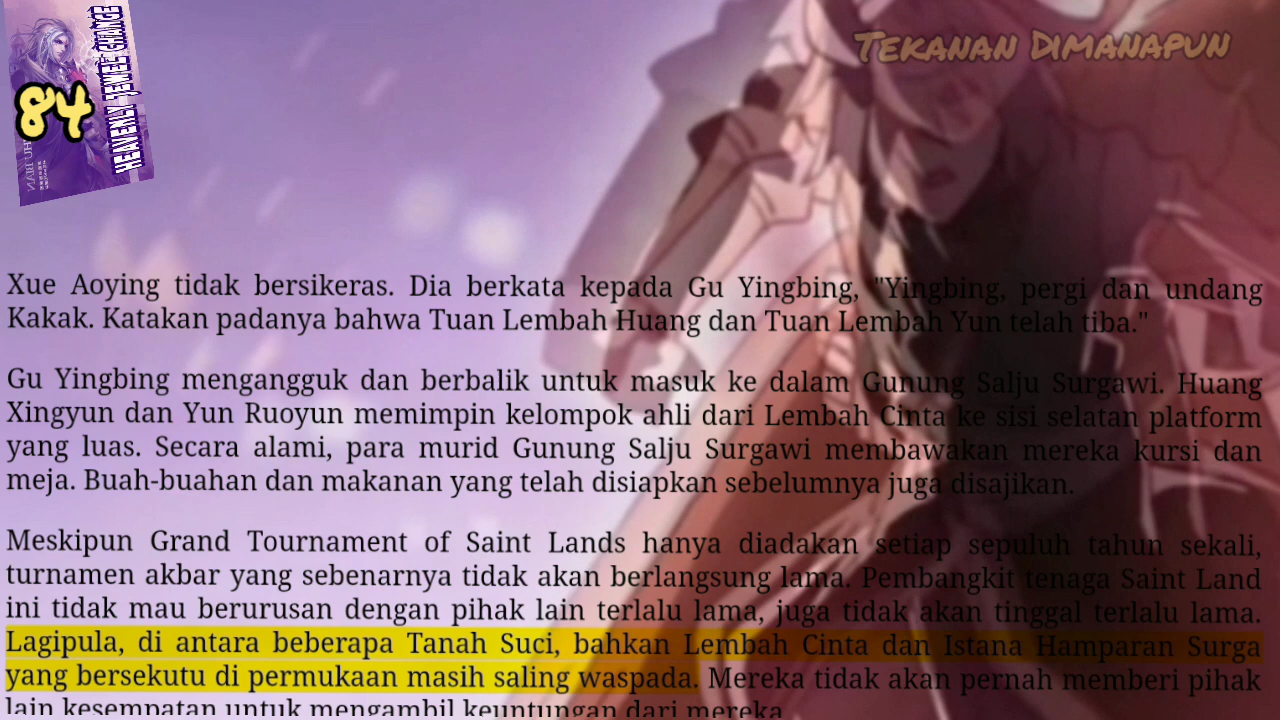 Tekanan Dimanapun
84
HEAVENLY JEWEL CHANGE
Xue Aoying tidak bersikeras. Dia berkata kepada Gu Yingbing, "Yingbing, pergi dan undang
Kakak. Katakan padanya bahwa Tuan Lembah Huang dan Tuan Lembah Yun telah tiba."
Gu Yingbing mengangguk dan berbalik untuk masuk ke dalam Gunung Salju Surgawi. Huang
Xingyun dan Yun Ruoyun memimpin kelompok ahli dari Lembah Cinta ke sisi selatan platform
yang luas. Secara alami, para murid Gunung Salju Surgawi membawakan mereka kursi dan
meja. Buah-buahan dan makanan yang telah disiapkan sebelumnya juga disajikan.
Meskipun Grand Tournament of Saint Lands hanya diadakan setiap sepuluh tahun sekali,
turnamen akbar yang sebenarnya tidak akan berlangsung lama. Pembangkit tenaga Saint Land
ini tidak mau berurusan dengan pihak lain terlalu lama, juga tidak akan tinggal terlalu lama.
Lagipula, di antara beberapa Tanah Suci, bahkan Lembah Cinta dan Istana Hamparan Surga
yang bersekutu di permukaan masih saling waspada. Mereka tidak akan pernah memberi pihak
lain kesempatan untuk mengambil keuntungan dari mereka